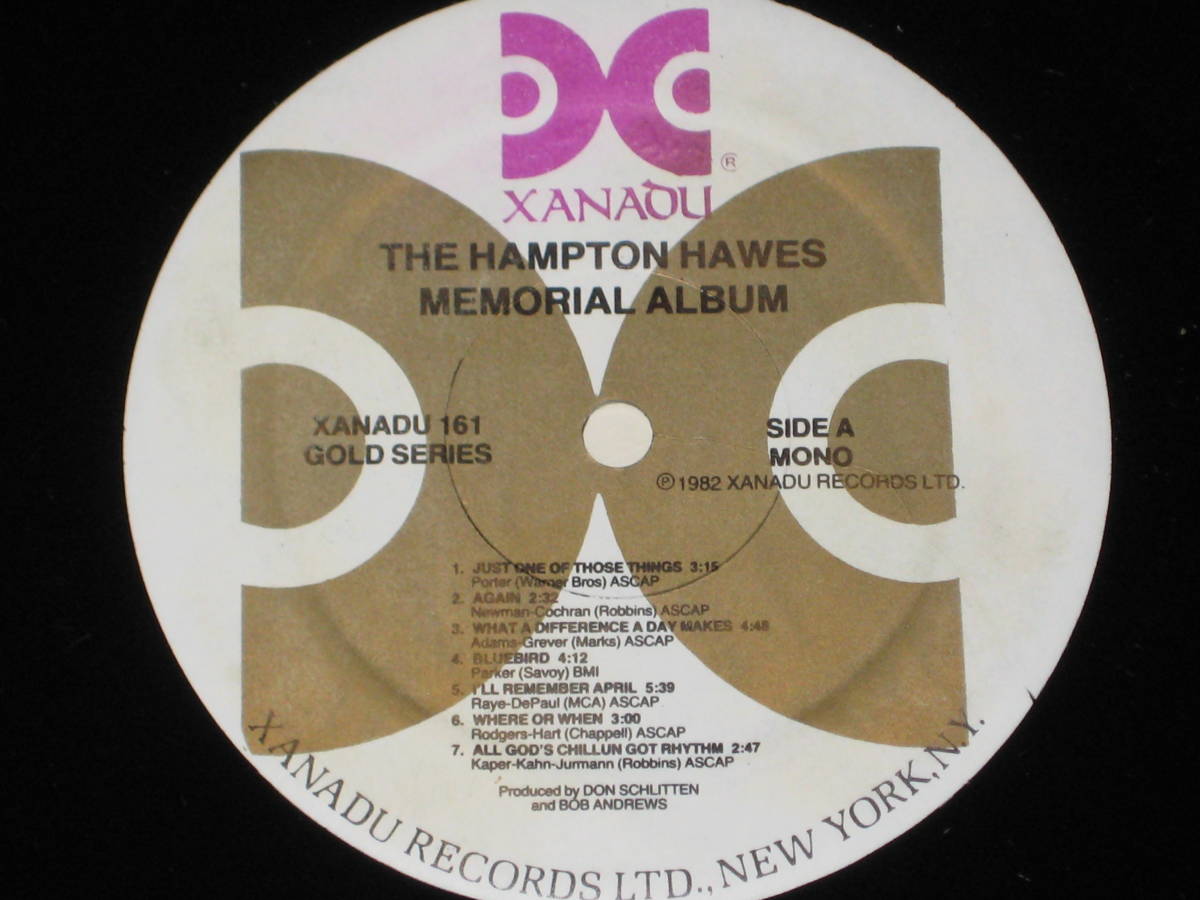 ®
XANADU
THE HAMPTON HAWES
MEMORIAL ALBUM
XANADU 161
GOLD SERIES
SIDE A
MONO
℗1982 XANADU RECORDS LTD.
1. JUST ONE OF THOSE THINGS 3:15
Porter (Warner Bros) ASCAP
2. AGAIN 2:32
Newman-Cochran (Robbins) ASCAP
3. WHAT A DIFFERENCE A DAY MAKES 4:48
Adams-Grever (Marks) ASCAP
4. BLUEBIRD 4:12
Parker (Savoy) BMI
5. I'LL REMEMBER APRIL 5:39
Raye-DePaul (MCA) ASCAP
6. WHERE OR WHEN 3:00
Rodgers-Hart (Chappell) ASCAP
7. ALL GOD'S CHILLUN GOT RHYTHM 2:47
Kaper-Kahn-Jurmann (Robbins) ASCAP
Produced by DON SCHLITTEN
and BOB ANDREWS
XANADU RECORDS LTD., NEW YORK, N.Y.